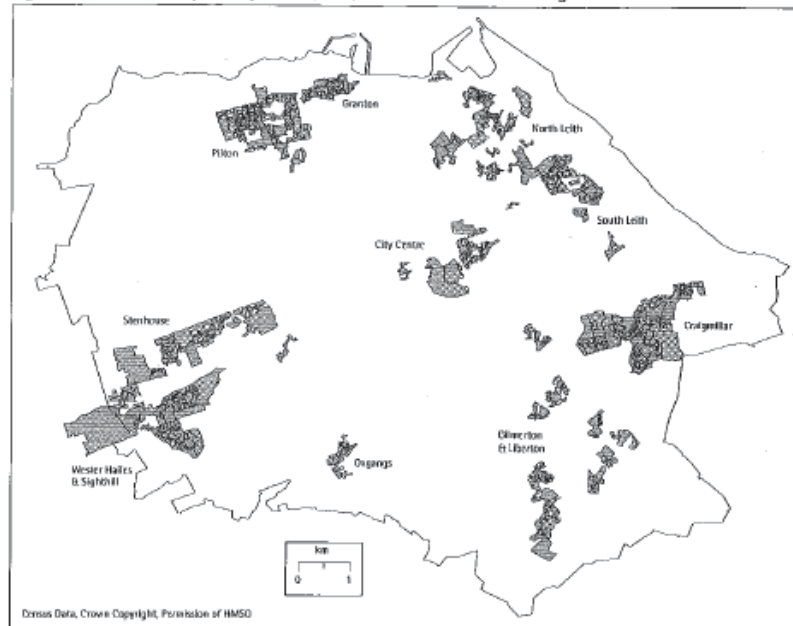 Granton
Pilton
North Leith
South Leith
City Centre
Stenhouse
Craigmillar
Gilmerton
& Liberton
Oxgangs
Wester Hailes
& Sighthill
km
0 1
Census Data, Crown Copyright, Permission of HMSO